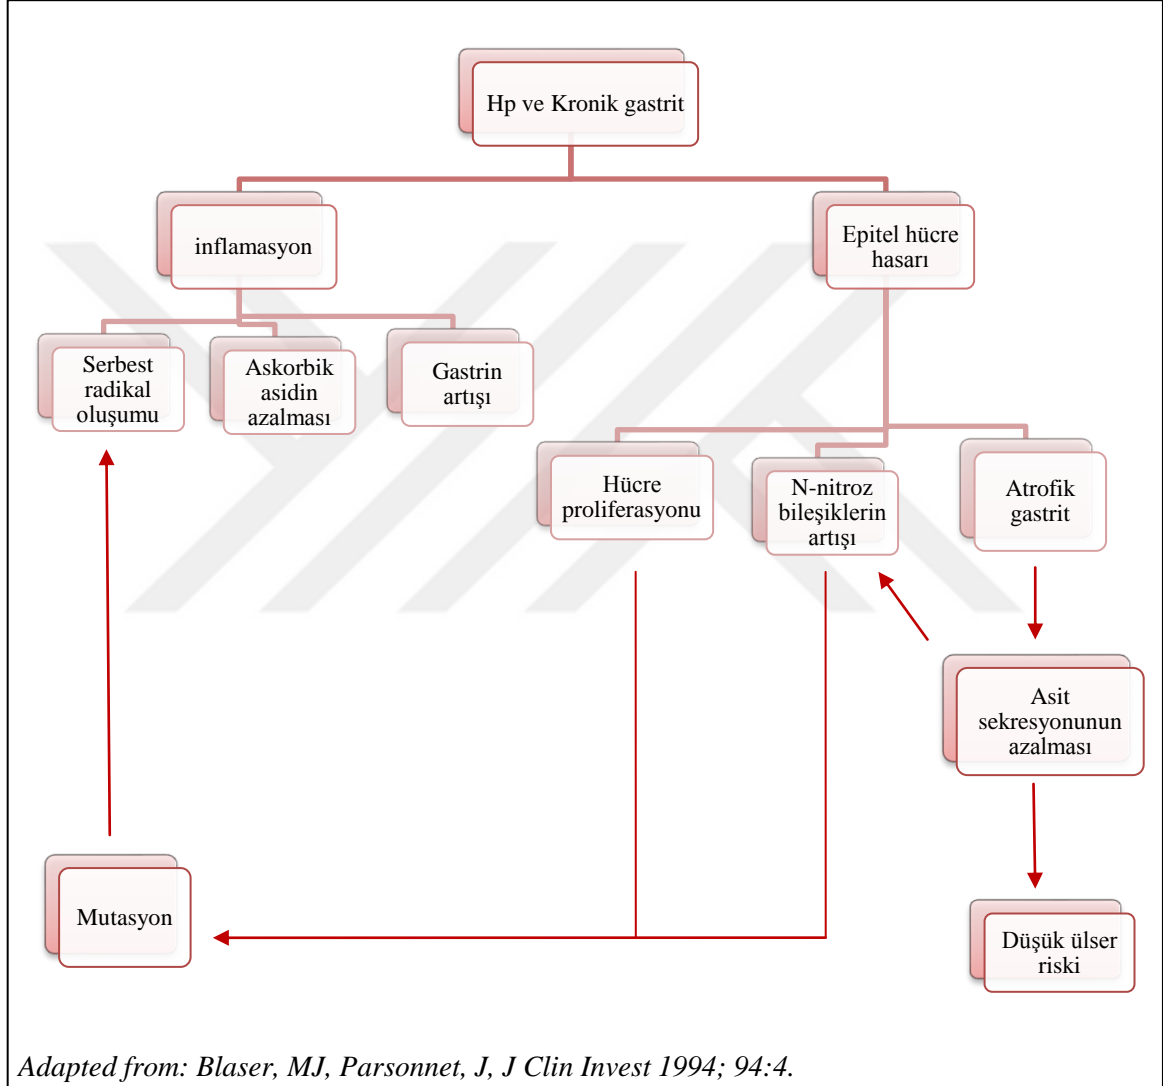 Hp ve Kronik gastrit
inflamasyon
Epitel hücre
hasarı
Serbest
radikal
oluşumu
Askorbik
asidin
azalması
Gastrin
artışı
Hücre
proliferasyonu
N-nitroz
bileşiklerin
artışı
Atrofik
gastrit
Asit
sekresyonunun
azalması
Mutasyon
Düşük ülser
riski
Adapted from: Blaser, MJ, Parsonnet, J, J Clin Invest 1994; 94:4.